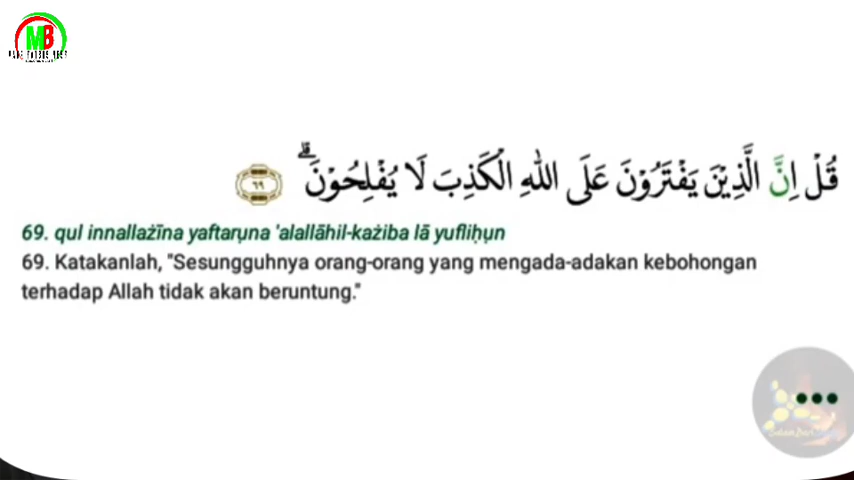 MB
قُلْ اِنَّ الَّذِيْنَ يَفْتَرُوْنَ عَلَى اللّٰهِ الْكَذِبَ لَا يُفْلِحُوْنَۗ ٦٩
69. qul innallażīna yaftarụna 'alallāhil-każiba lā yufliḥụn
69. Katakanlah, "Sesungguhnya orang-orang yang mengada-adakan kebohongan
terhadap Allah tidak akan beruntung."